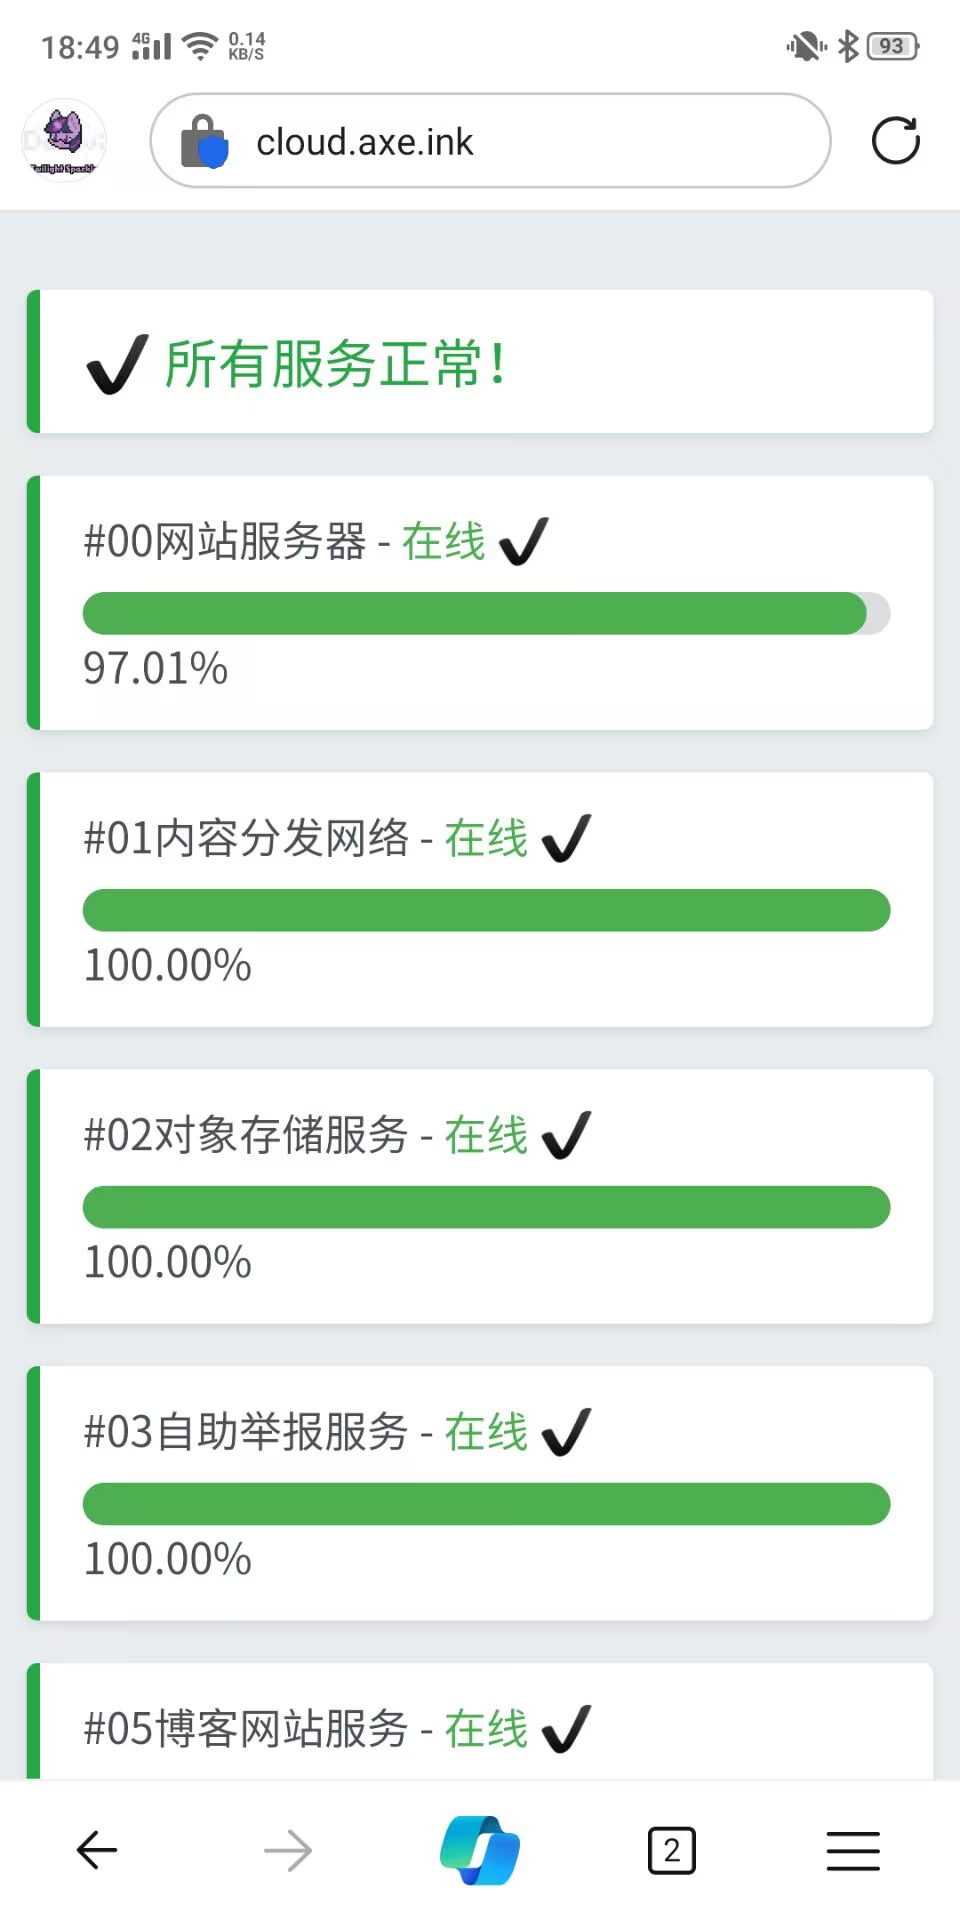 18:49 4G 0.14 KB/S 93
Twilight Sparkle
cloud.axe.ink
✔ 所有服务正常!
#00网站服务器 - 在线 ✔
97.01%
#01内容分发网络 - 在线 ✔
100.00%
#02对象存储服务 - 在线 ✔
100.00%
#03自助举报服务 - 在线 ✔
100.00%
#05博客网站服务 - 在线 ✔
2